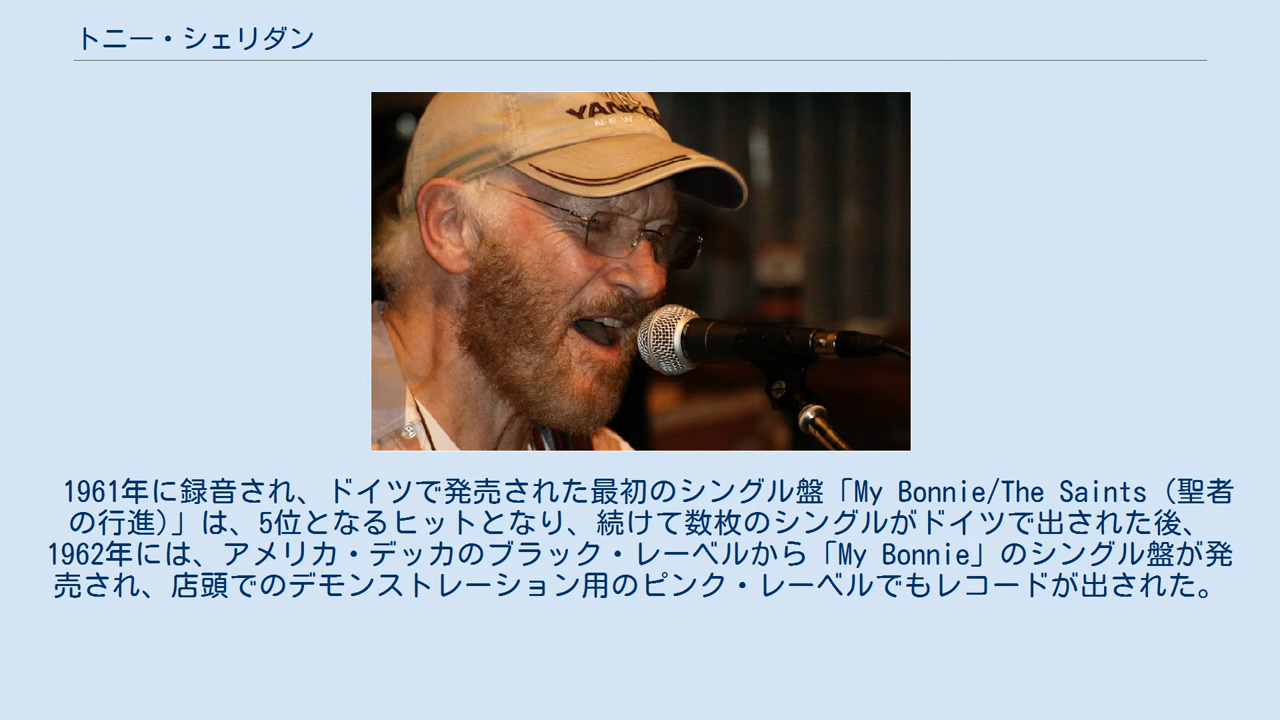 トニー・シェリダン
YANKE
NEW
1961年に録音され、ドイツで発売された最初のシングル盤「My Bonnie/The Saints (聖者
の行進)」は、5位となるヒットとなり、続けて数枚のシングルがドイツで出された後、
1962年には、アメリカ・デッカのブラック・レーベルから「My Bonnie」のシングル盤が発
売され、店頭でのデモンストレーション用のピンク・レーベルでもレコードが出された。